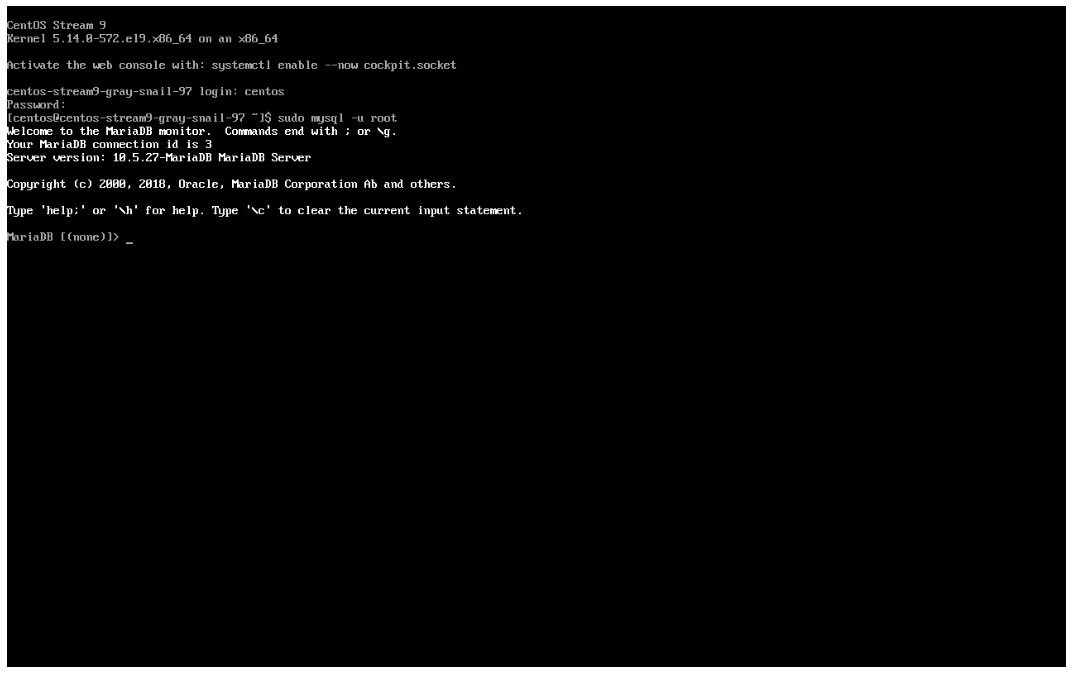 CentOS Stream 9
Kernel 5.14.0-572.el9.x86_64 on an x86_64
Activate the web console with: systemctl enable --now cockpit.socket
centos-stream9-gray-snail-97 login: centos
Password:
[centos@centos-stream9-gray-snail-97 ~]$ sudo mysql -u root
Welcome to the MariaDB monitor.  Commands end with ; or \g.
Your MariaDB connection id is 3
Server version: 10.5.27-MariaDB MariaDB Server
Copyright (c) 2000, 2018, Oracle, MariaDB Corporation Ab and others.
Type 'help;' or '\h' for help. Type '\c' to clear the current input statement.
MariaDB [(none)]> _